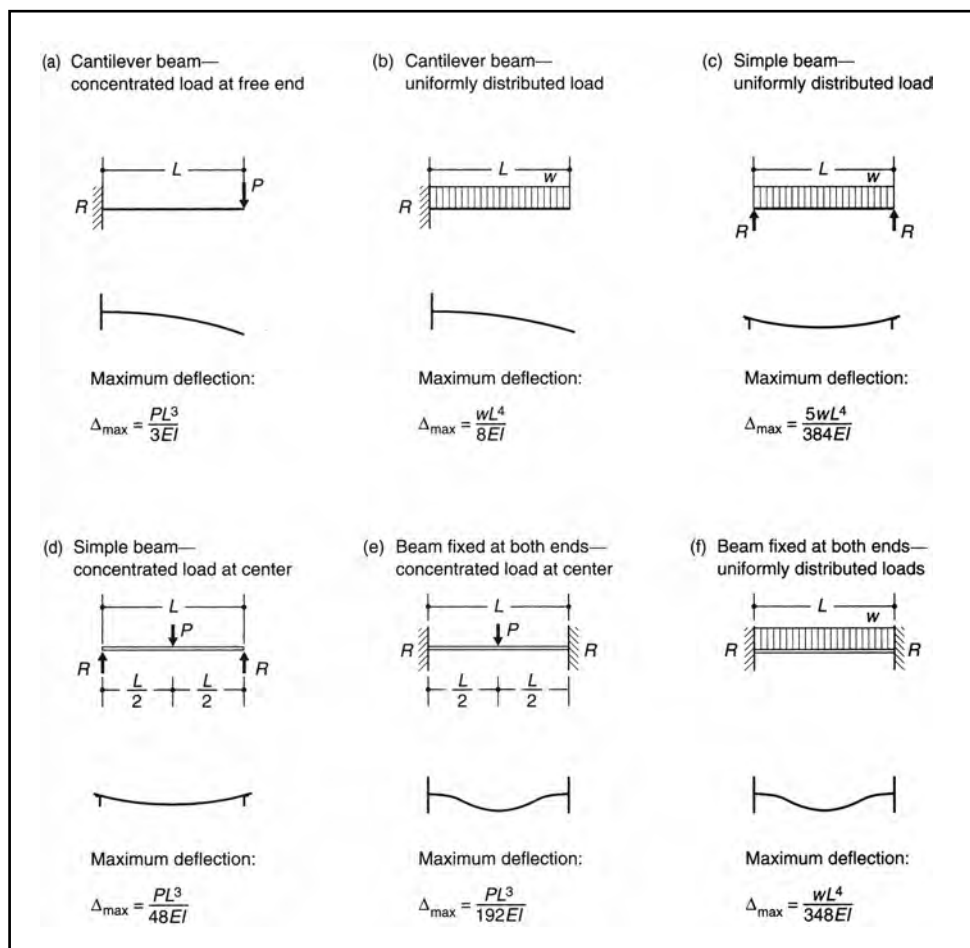 (a) Cantilever beam—
concentrated load at free end
L
P
R
Maximum deflection:
Δmax = PL³/3EI
(b) Cantilever beam—
uniformly distributed load
L
w
R
Maximum deflection:
Δmax = wL⁴/8EI
(c) Simple beam—
uniformly distributed load
L
w
R R
Maximum deflection:
Δmax = 5wL⁴/384EI
(d) Simple beam—
concentrated load at center
L
P
R R
L/2 L/2
Maximum deflection:
Δmax = PL³/48EI
(e) Beam fixed at both ends—
concentrated load at center
L
P
R R
L/2 L/2
Maximum deflection:
Δmax = PL³/192EI
(f) Beam fixed at both ends—
uniformly distributed loads
L
w
R R
Maximum deflection:
Δmax = wL⁴/348EI